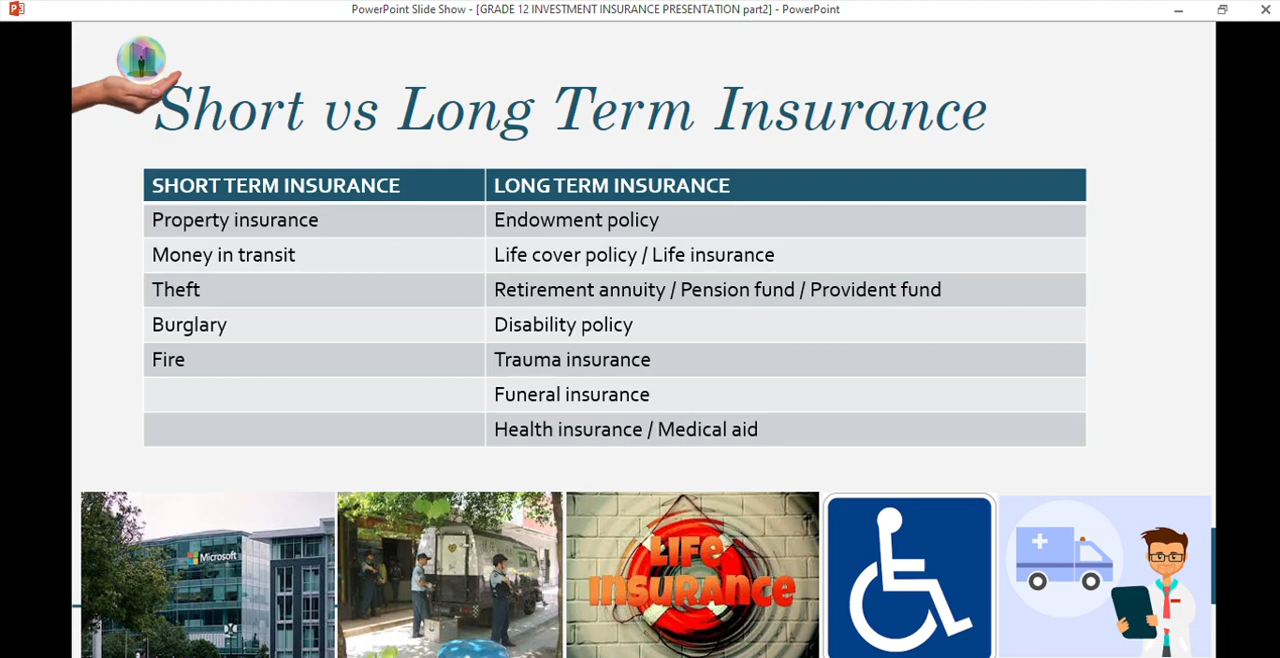 PowerPoint Slide Show - [GRADE 12 INVESTMENT INSURANCE PRESENTATION part2] - PowerPoint
Short vs Long Term Insurance
SHORT TERM INSURANCE LONG TERM INSURANCE
Property insurance Endowment policy
Money in transit Life cover policy / Life insurance
Theft Retirement annuity / Pension fund / Provident fund
Burglary Disability policy
Fire Trauma insurance
Funeral insurance
Health insurance / Medical aid
Microsoft
LIFE
INSURANCE